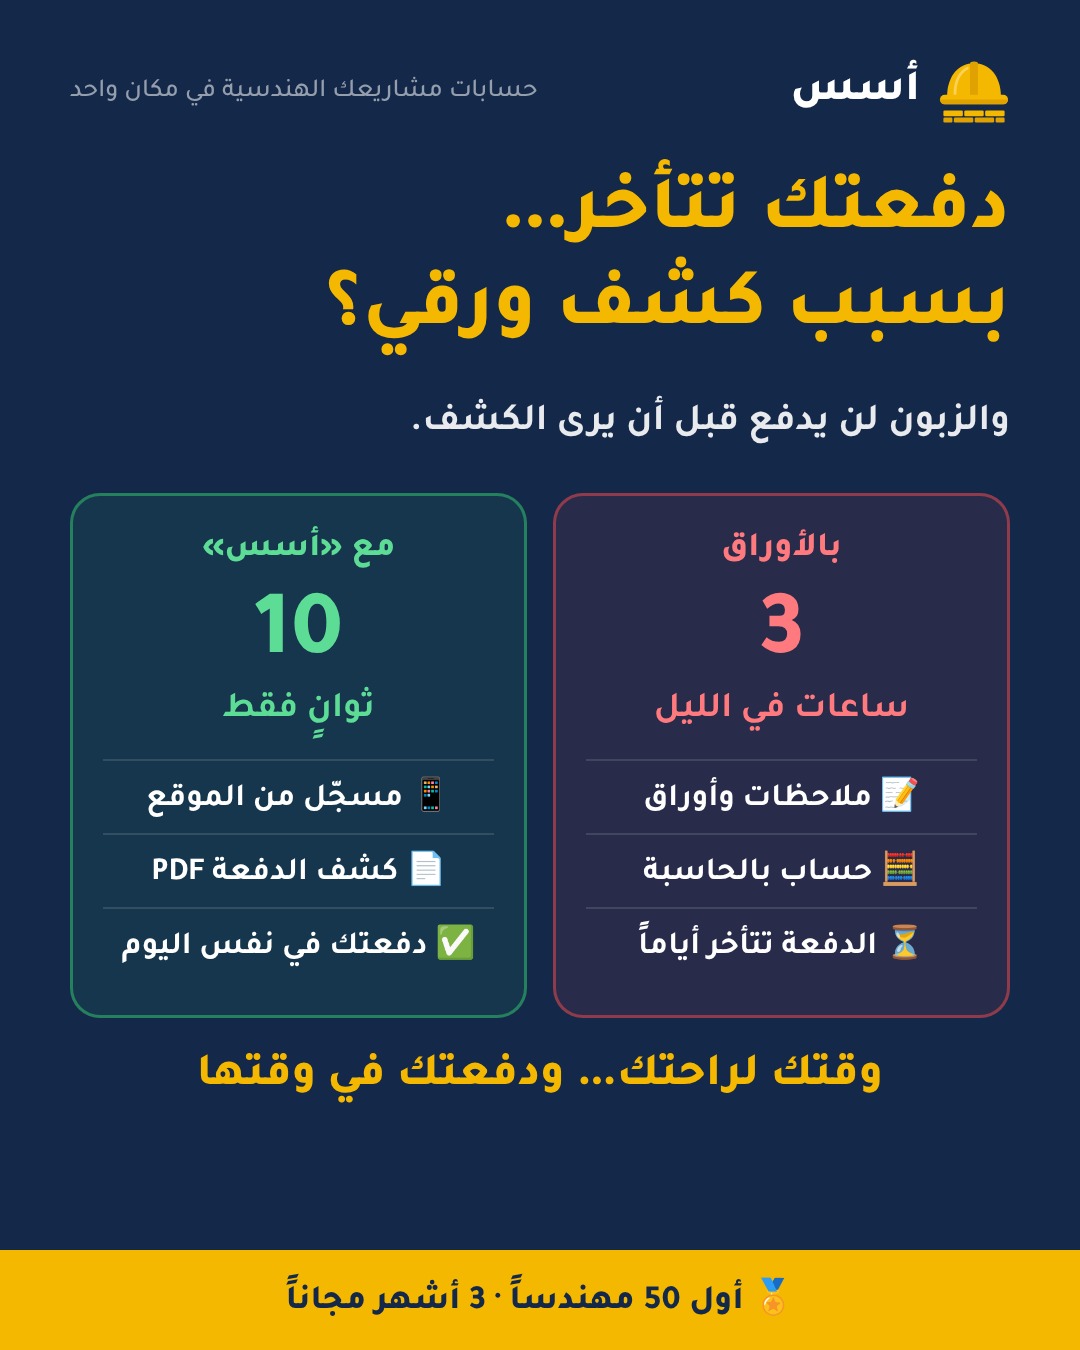 أسس
حسابات مشاريعك الهندسية في مكان واحد
دفعتك تتأخر...
بسبب كشف ورقي؟
والزبون لن يدفع قبل أن يرى الكشف.
بالأوراق
3
ساعات في الليل
📝 ملاحظات وأوراق
🧮 حساب بالحاسبة
⏳ الدفعة تتأخر أياماً
مع «أسس»
10
ثوانٍ فقط
📱 مسجّل من الموقع
📄 كشف الدفعة PDF
✅ دفعتك في نفس اليوم
وقتك لراحتك... ودفعتك في وقتها
🏅 أول 50 مهندساً · 3 أشهر مجاناً